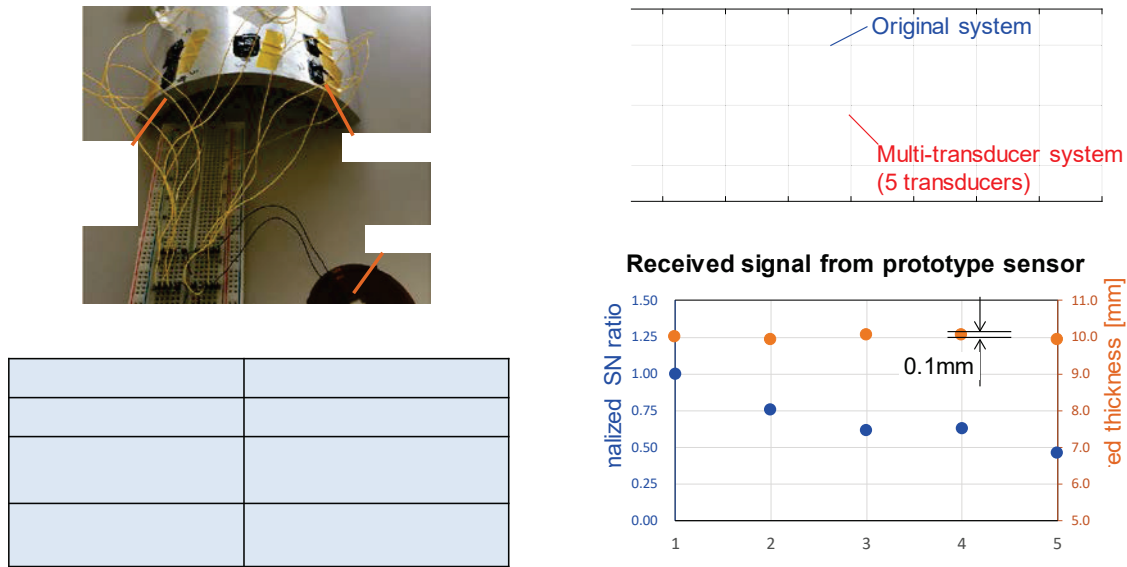 Original system
Multi-transducer system
(5 transducers)
Received signal from prototype sensor
nalized SN ratio
1.50
1.25
1.00
0.75
0.50
0.25
0.00
0.1mm
11.0
10.0
9.0
8.0
7.0
6.0
5.0
ed thickness [mm]
1 2 3 4 5